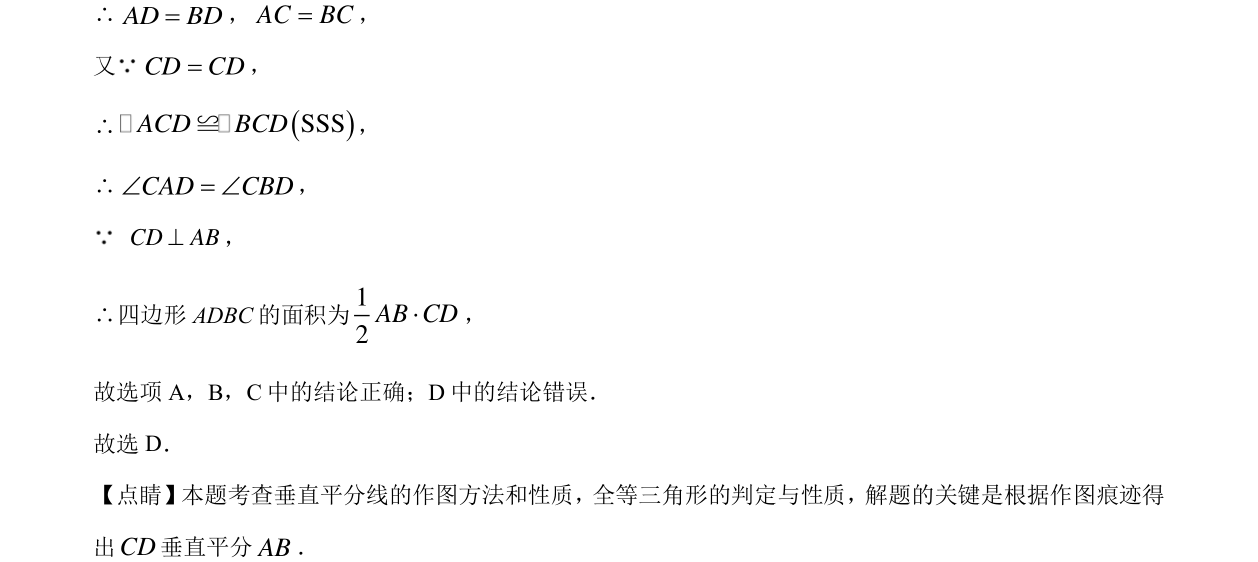 ∴ AD = BD，AC = BC，
又∵ CD = CD，
∴ □ACD ≌ □BCD(SSS)，
∴ ∠CAD = ∠CBD，
∵ CD ⊥ AB，
∴四边形 ADBC 的面积为 1/2 AB · CD，
故选项 A，B，C 中的结论正确；D 中的结论错误．
故选 D．
【点睛】本题考查垂直平分线的作图方法和性质，全等三角形的判定与性质，解题的关键是根据作图痕迹得
出 CD 垂直平分 AB．